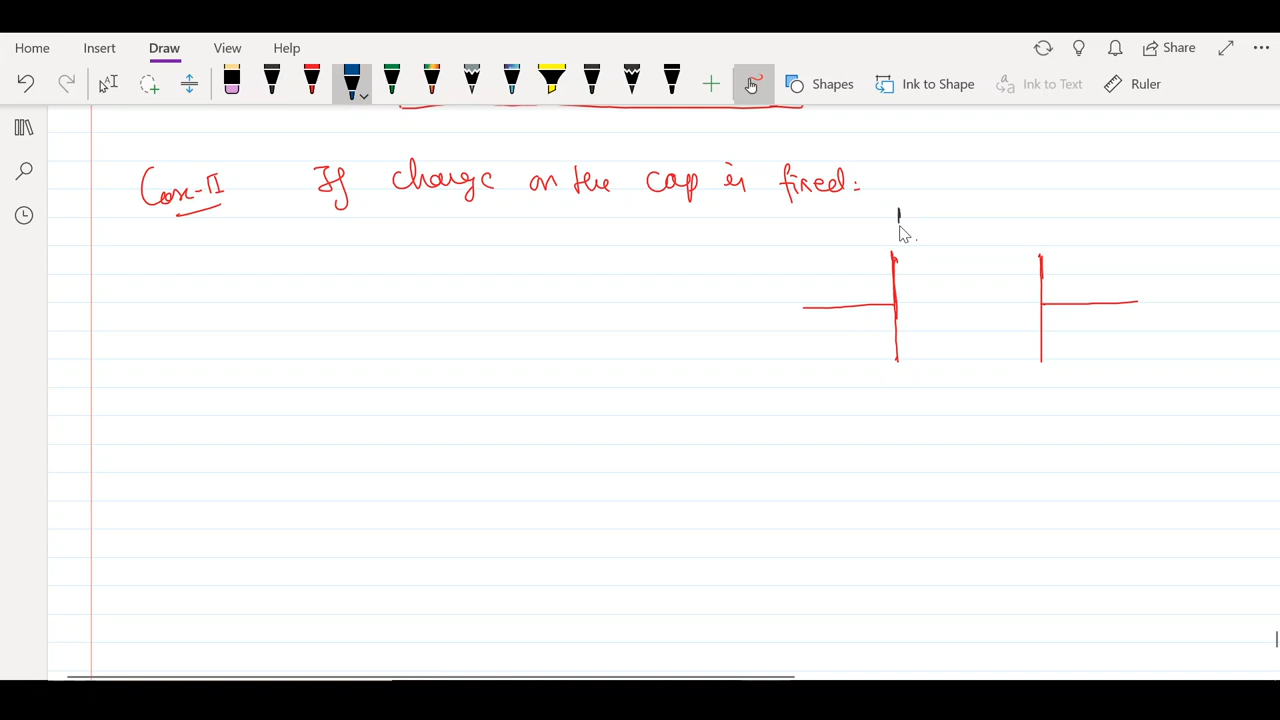 Home Insert Draw View Help Share
Ink to Shape Ink to Text Ruler Shapes
Case-II If charge on the cap is fixed: